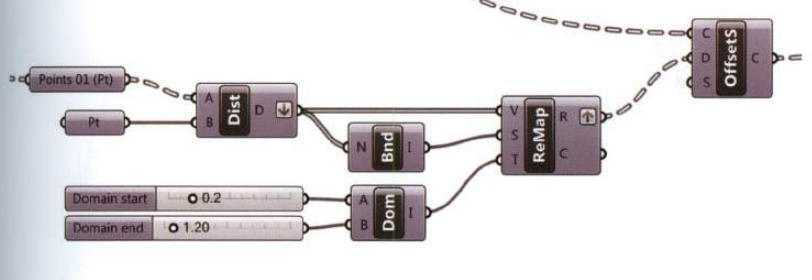 Points 01 (Pt)
Pt
A
B
Dist
D
N
Bnd
I
Domain start
0.2
Domain end
1.20
A
B
Dom
I
V
S
T
ReMap
R
C
C
D
S
OffsetS
C